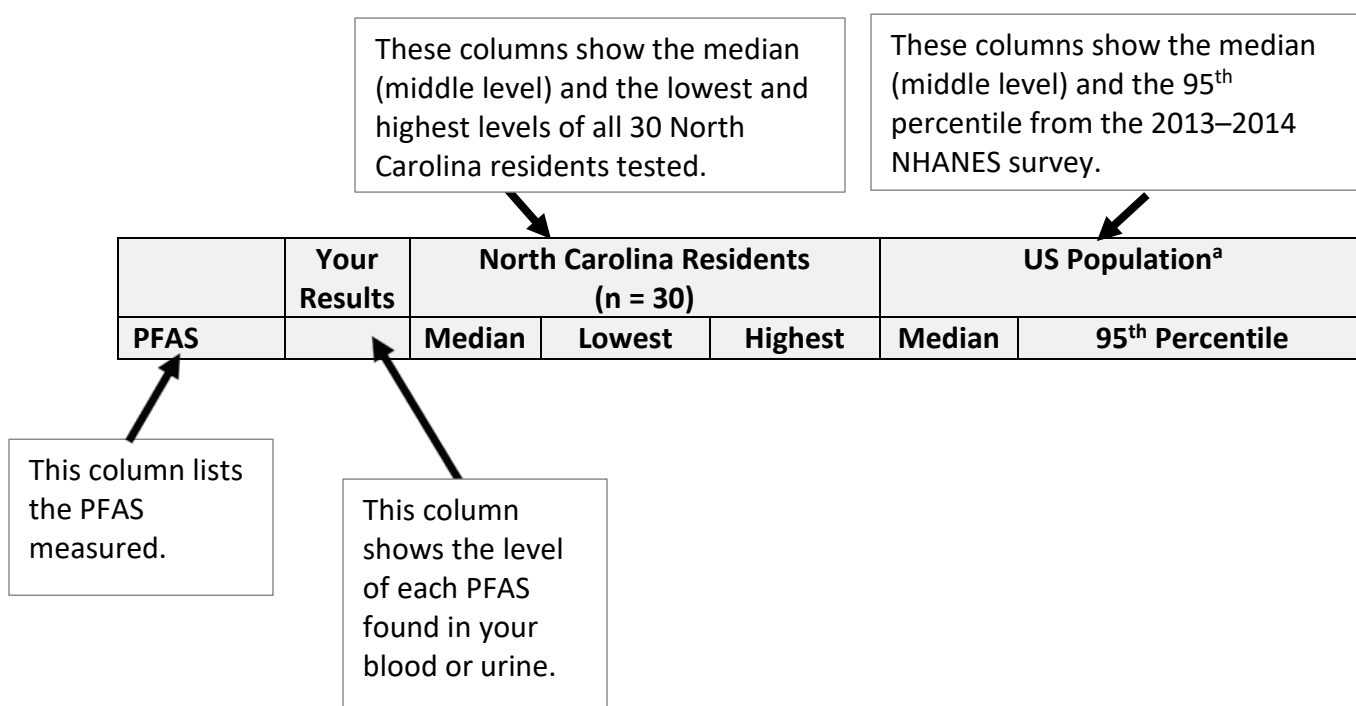 These columns show the median
(middle level) and the lowest and
highest levels of all 30 North
Carolina residents tested.
These columns show the median
(middle level) and the 95th
percentile from the 2013–2014
NHANES survey.
Your
Results
North Carolina Residents
(n = 30)
US Populationa
PFAS
Median
Lowest
Highest
Median
95th Percentile
This column lists
the PFAS
measured.
This column
shows the level
of each PFAS
found in your
blood or urine.